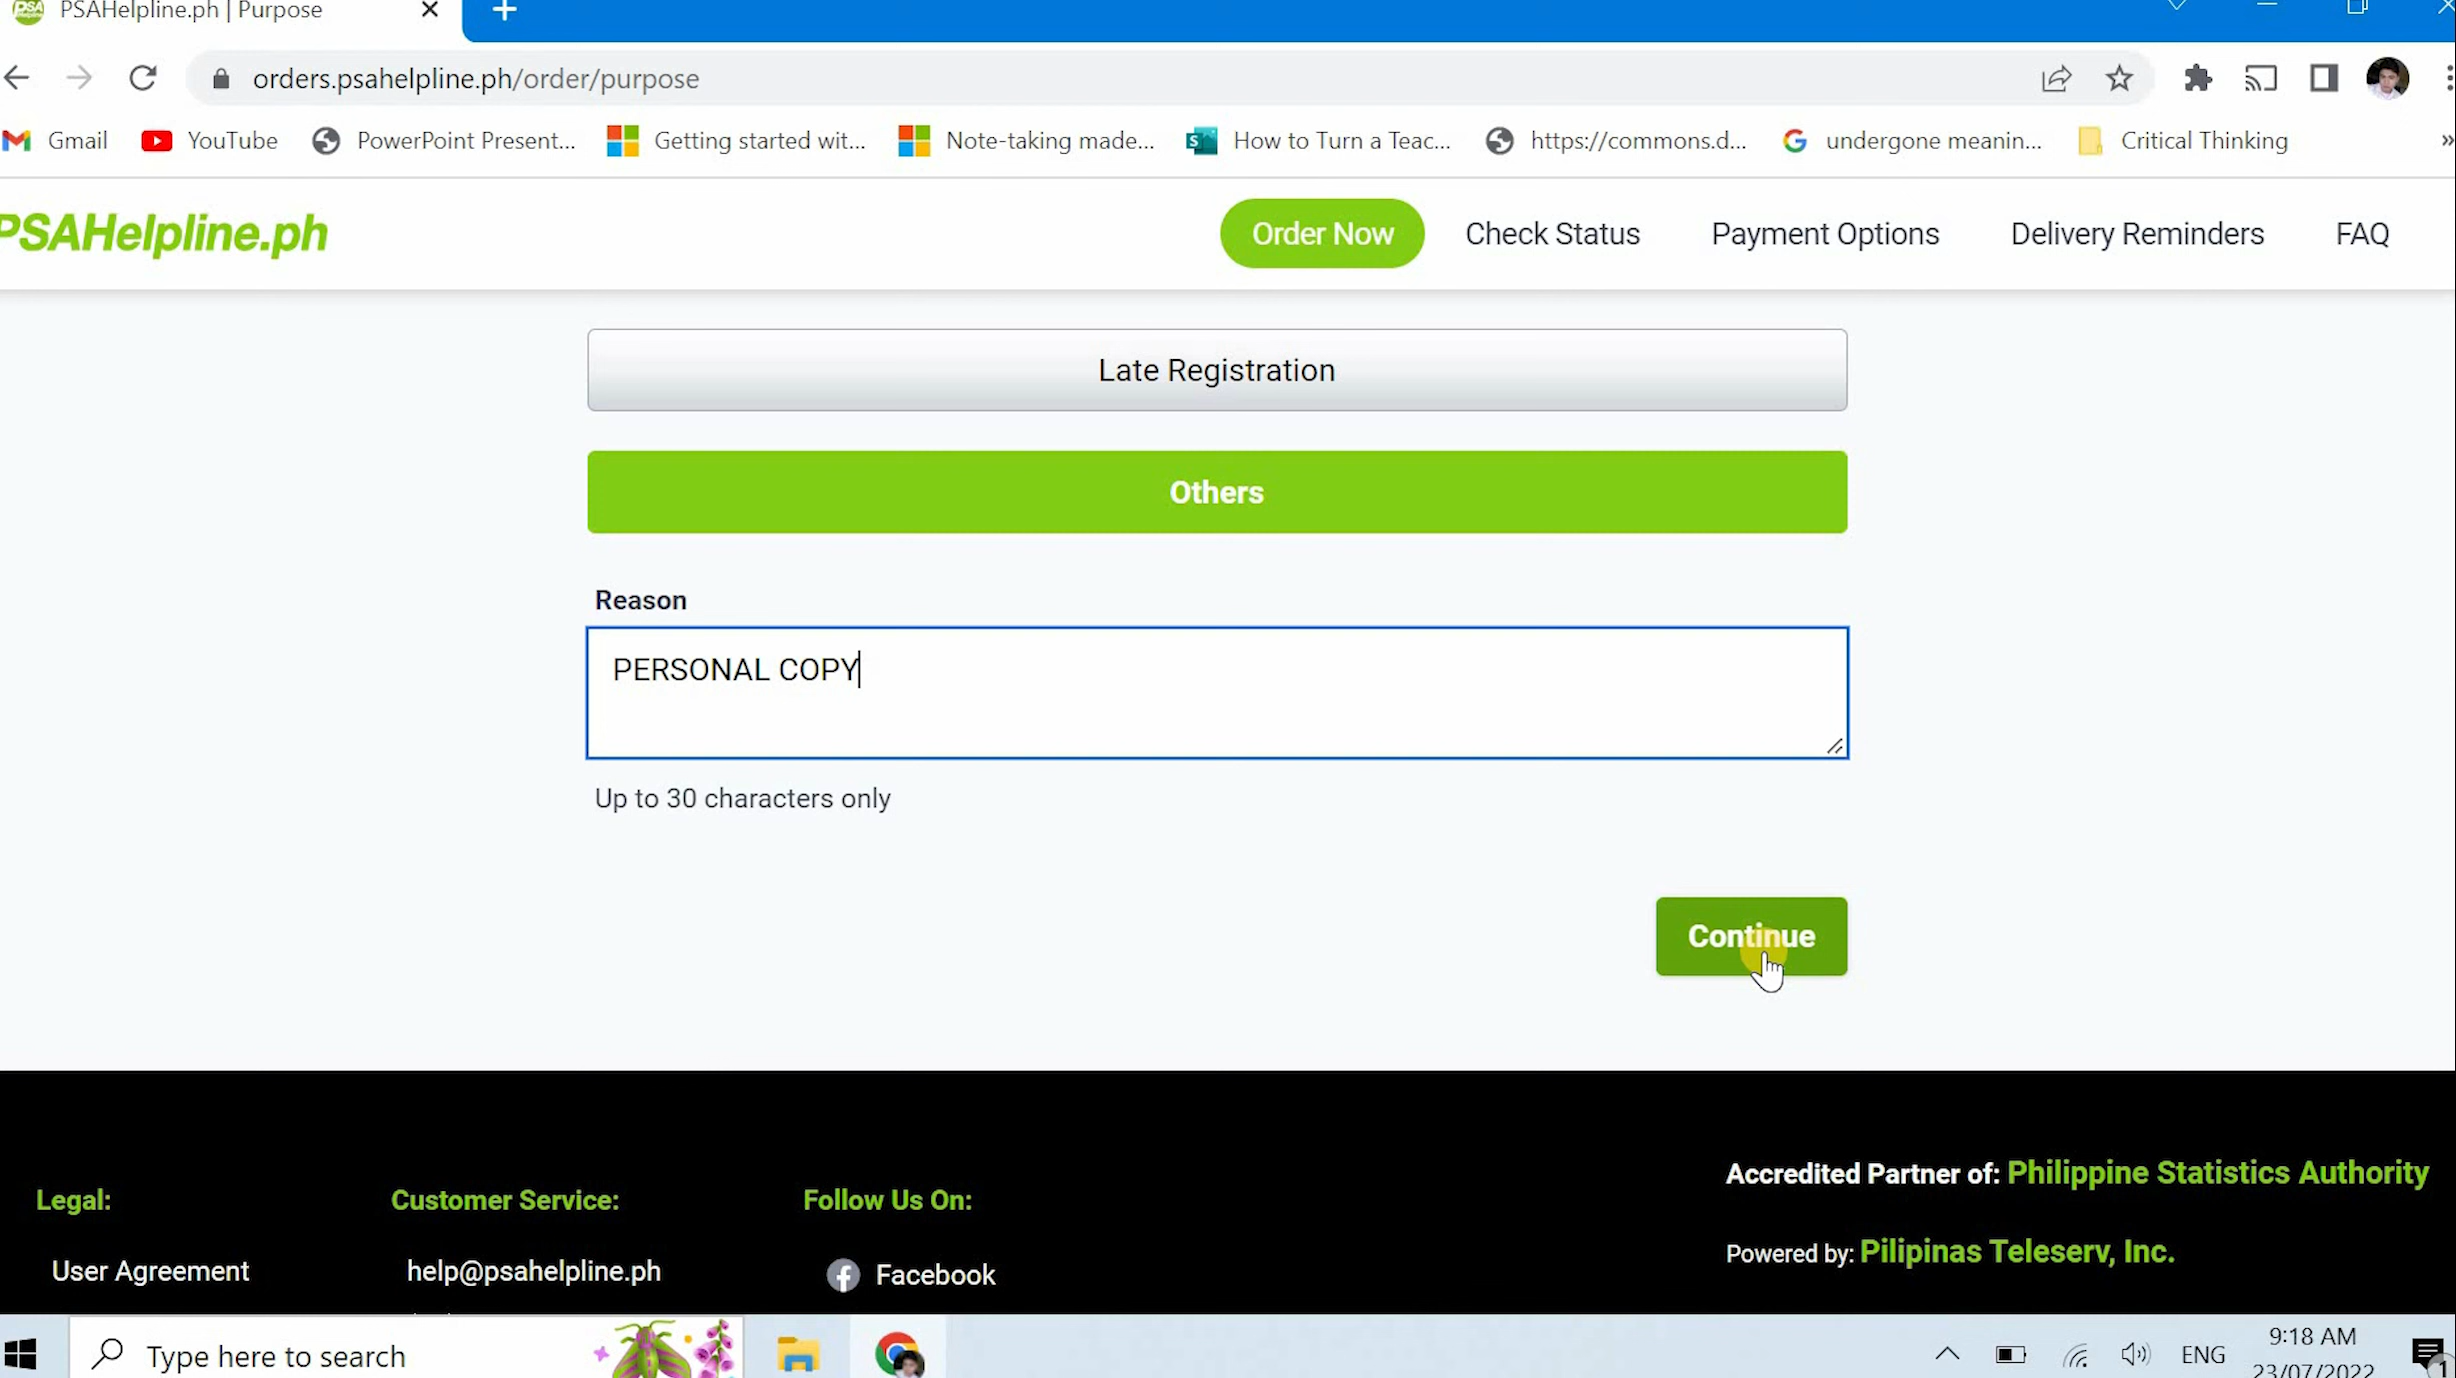 PSAHelpline.ph | Purpose
orders.psahelpline.ph/order/purpose
Gmail YouTube PowerPoint Present... Getting started wit... Note-taking made... How to Turn a Teac... https://commons.d... undergone meanin... Critical Thinking »
PSAHelpline.ph Order Now Check Status Payment Options Delivery Reminders FAQ
Late Registration
Others
Reason
PERSONAL COPY
Up to 30 characters only
Continue
Legal: Customer Service: Follow Us On: Accredited Partner of: Philippine Statistics Authority
User Agreement help@psahelpline.ph Facebook Powered by: Pilipinas Teleserv, Inc.
Type here to search ENG 9:18 AM
23/07/2022